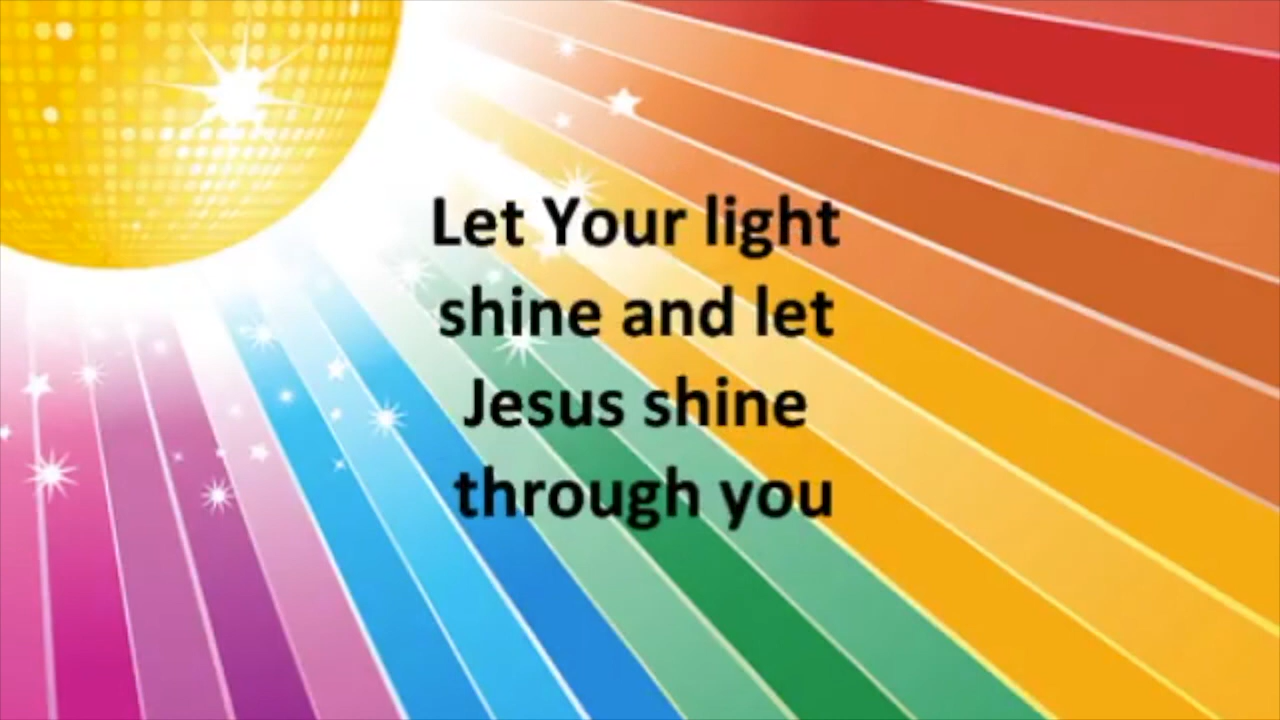 Let Your light
shine and let
Jesus shine
through you